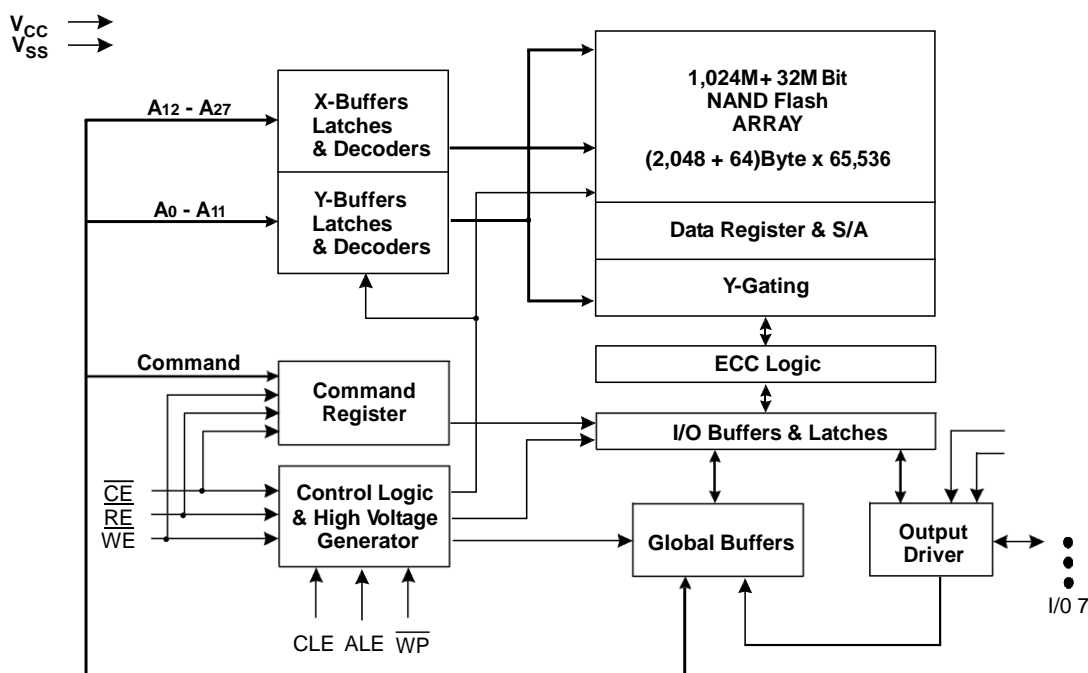 VCC
VSS
A12 - A27
X-Buffers
Latches
& Decoders
A0 - A11
Y-Buffers
Latches
& Decoders
1,024M + 32M Bit
NAND Flash
ARRAY
(2,048 + 64)Byte x 65,536
Data Register & S/A
Y-Gating
ECC Logic
I/O Buffers & Latches
Command
Command
Register
CE
RE
WE
Control Logic
& High Voltage
Generator
CLE ALE WP
Global Buffers
Output
Driver
I/0 7